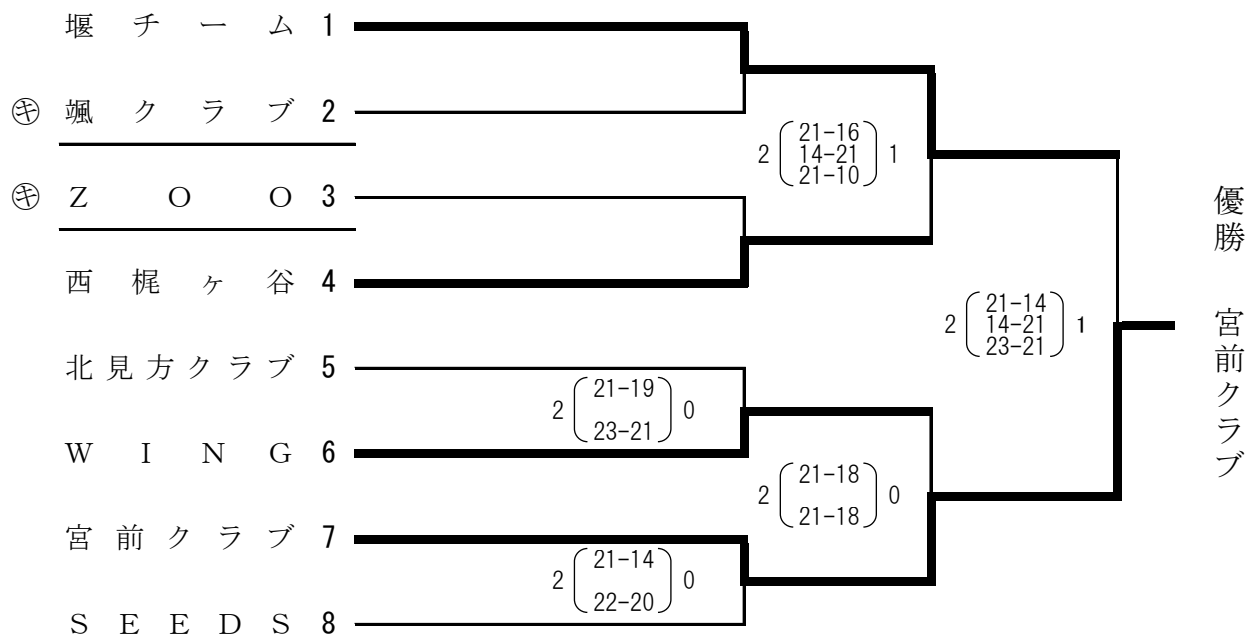 堰チーム 1
㋖ 颯クラブ 2
㋖ ZOO 3
西梶ヶ谷 4
北見方クラブ 5
WING 6
宮前クラブ 7
SEEDS 8
2 21-16 1
14-21
21-10
2 21-19 0
23-21
2 21-14 0
22-20
2 21-18 0
21-18
2 21-14 1
14-21
23-21
優勝 宮前クラブ